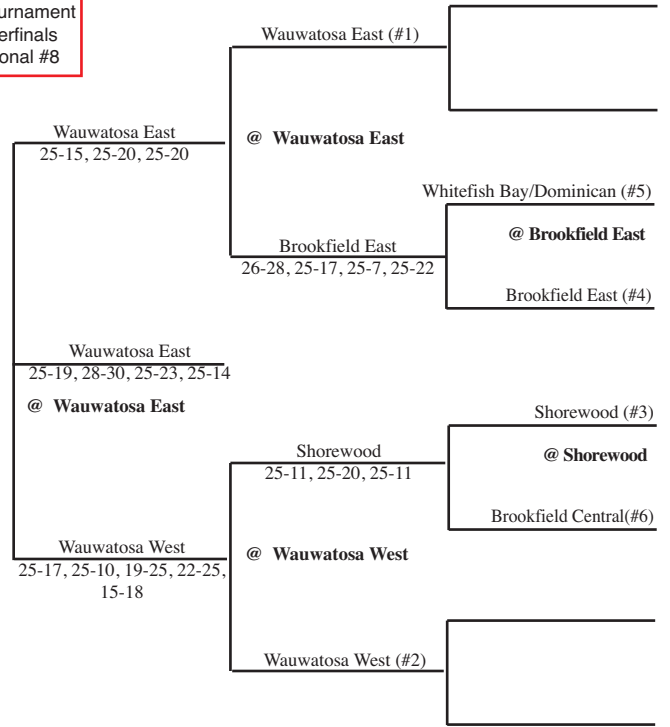 Wauwatosa East (#1)
Wauwatosa East
25-15, 25-20, 25-20
@ Wauwatosa East
Whitefish Bay/Dominican (#5)
@ Brookfield East
Brookfield East
26-28, 25-17, 25-7, 25-22
Brookfield East (#4)
Wauwatosa East
25-19, 28-30, 25-23, 25-14
@ Wauwatosa East
Shorewood (#3)
Shorewood
25-11, 25-20, 25-11
@ Shorewood
Brookfield Central(#6)
Wauwatosa West
25-17, 25-10, 19-25, 22-25,
15-18
@ Wauwatosa West
Wauwatosa West (#2)
#8